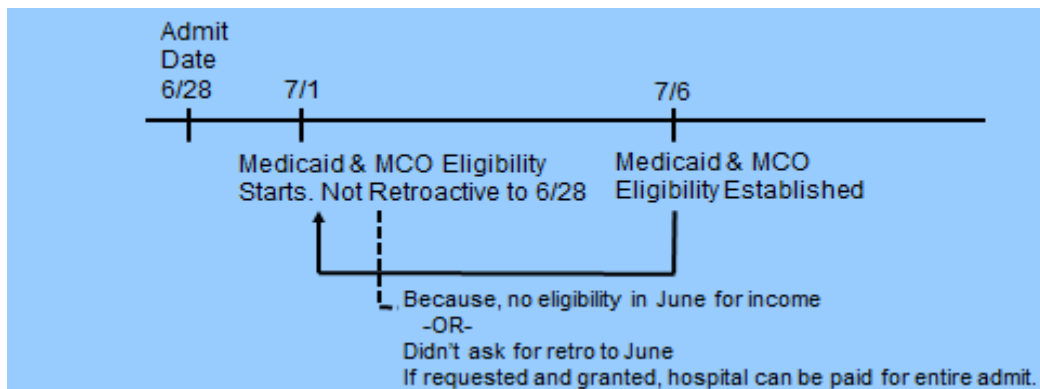 Admit
Date
6/28
7/1
7/6
Medicaid & MCO Eligibility
Starts. Not Retroactive to 6/28
Medicaid & MCO
Eligibility Established
Because, no eligibility in June for income
-OR-
Didn't ask for retro to June
If requested and granted, hospital can be paid for entire admit.